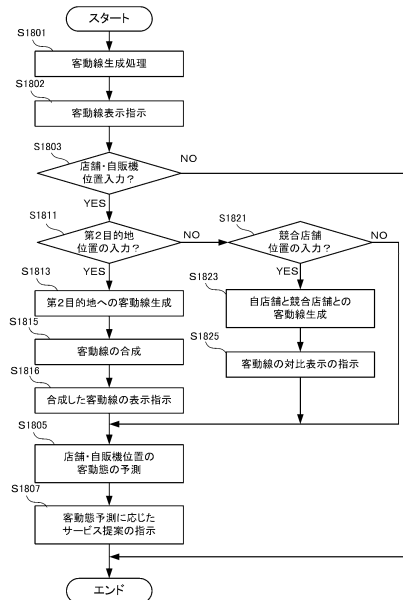 スタート
S1801
客動線生成処理
S1802
客動線表示指示
S1803
店舗・自販機
位置入力?
NO
YES
S1811
第2目的地
位置の入力?
NO
YES
S1821
競合店舗
位置の入力?
NO
YES
S1813
第2目的地への客動線生成
S1823
自店舗と競合店舗との
客動線生成
S1815
客動線の合成
S1825
客動線の対比表示の指示
S1816
合成した客動線の表示指示
S1805
店舗・自販機位置の
客動態の予測
S1807
客動態予測に応じた
サービス提案の指示
エンド